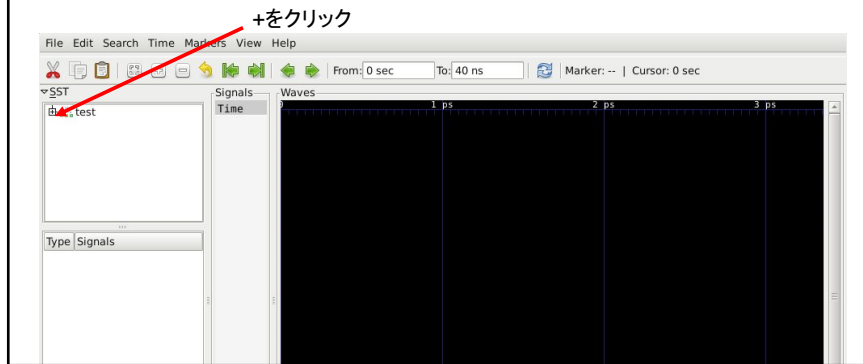 +をクリック
File Edit Search Time Markers View Help
From: 0 sec To: 40 ns Marker: -- | Cursor: 0 sec
SST
Signals
Waves
test
Time
1 ps 2 ps 3 ps
Type Signals